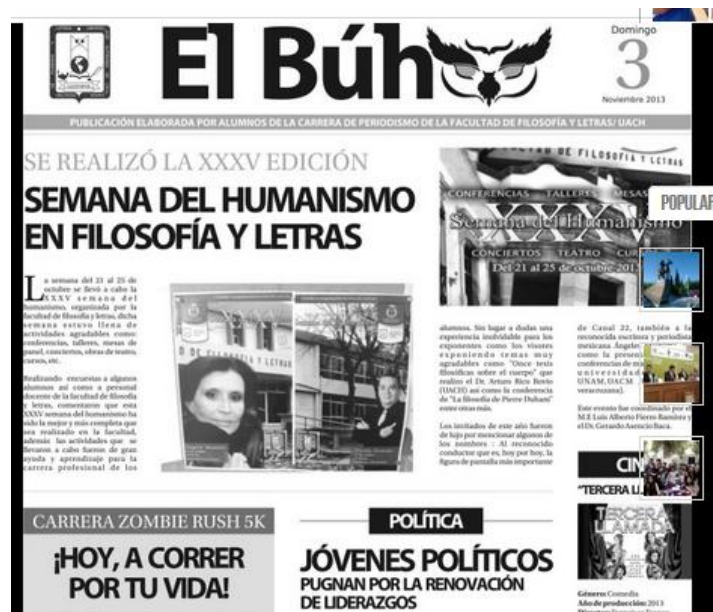 El Búho
Domingo
3
Noviembre 2013
PUBLICACIÓN ELABORADA POR ALUMNOS DE LA CARRERA DE PERIODISMO DE LA FACULTAD DE FILOSOFÍA Y LETRAS/ UACH
SE REALIZÓ LA XXXV EDICIÓN
SEMANA DEL HUMANISMO
EN FILOSOFÍA Y LETRAS
DE FILOSOFIA Y LETRAS
CONFERENCIAS TALLERES MESAS
XXXV
Semana del Humanismo
CONCIERTOS TEATRO
Del 21 al 25 de octubre 2013
POPULAR
La semana del 21 al 25 de
octubre se llevó a cabo la
XXXV semana del
humanismo, organizada por la
facultad de filosofía y letras, dicha
semana estuvo llena de
actividades agradables como:
conferencias, talleres, mesas de
panel, conciertos, obras de teatro,
cursos, etc.
Realizando encuestas a algunos
alumnos así como a personal
docente de la facultad de filosofía
y letras, comentaron que esta
XXXV semana del humanismo ha
sido la mejor y más completa que
sea realizado en la facultad,
además las actividades que se
llevaron a cabo fueron de gran
ayuda y aprendizaje para la
carrera profesional de los
alumnos. Sin lugar a dudas una
experiencia inolvidable para los
exponentes como los visores
exponiendo temas muy
agradables como "Once tesis
filosóficas sobre el cuerpo" que
realizo el Dr. Arturo Rico Bovio
(UACH) así como la conferencia
de "La filosofía de Pierre Duham"
entre otras más.
Los invitados de este año fueron
de lujo por mencionar algunos de
los nombres : Al reconocido
conductor que es, hoy por hoy, la
figura de pantalla más importante
de Canal 22, también a la
reconocida escritora y periodista
mexicana Ángeles
como la
conferencias de
universidad
UNAM, UACM
veracruzana).
Este evento fue coordinado por el
M.E Luis Alberto Fierro Ramírez y
el Dr. Gerardo Asencio Baca.
CARRERA ZOMBIE RUSH 5K
¡HOY, A CORRER
POR TU VIDA!
POLÍTICA
JÓVENES POLÍTICOS
PUGNAN POR LA RENOVACIÓN
DE LIDERAZGOS
CIN
"TERCERA
TERCERA
LLAMADA
Género: Comedia
Año de producción: 2013